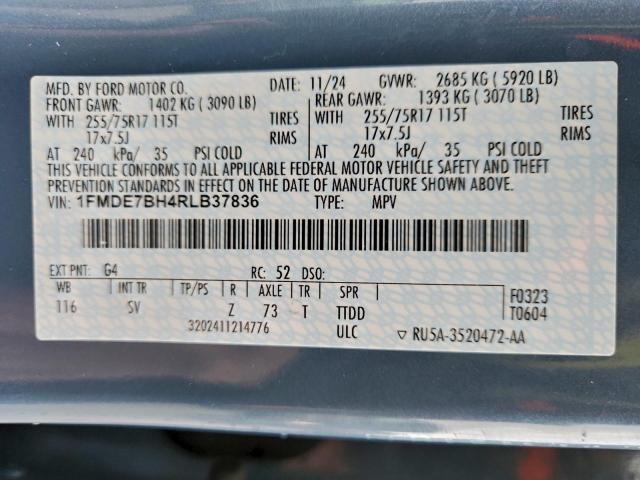 MFD. BY FORD MOTOR CO. DATE: 11/24 GVWR: 2685 KG ( 5920 LB)
FRONT GAWR: 1402 KG ( 3090 LB) REAR GAWR: 1393 KG ( 3070 LB)
WITH 255/75R17 115T TIRES WITH 255/75R17 115T TIRES
17x7.5J RIMS 17x7.5J RIMS
AT 240 kPa/ 35 PSI COLD AT 240 kPa/ 35 PSI COLD
THIS VEHICLE CONFORMS TO ALL APPLICABLE FEDERAL MOTOR VEHICLE SAFETY AND THEFT
PREVENTION STANDARDS IN EFFECT ON THE DATE OF MANUFACTURE SHOWN ABOVE.
VIN: 1FMDE7BH4RLB37836 TYPE: MPV
EXT PNT: G4 RC: 52 DSO:
WB INT TR TP/PS R AXLE TR SPR F0323
116 SV Z 73 T TTDD T0604
3202411214776 ULC ▽ RU5A-3520472-AA